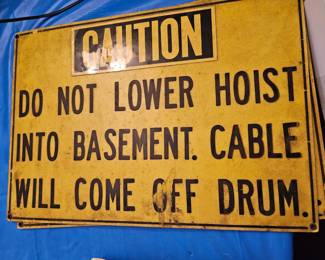 CAUTION
DO NOT LOWER HOIST
INTO BASEMENT. CABLE
WILL COME OFF DRUM.